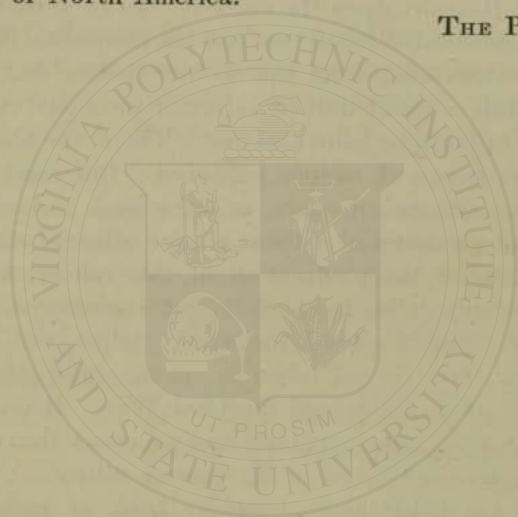 of North America.
THE P
VIRGINIA POLYTECHNIC INSTITUTE
AND STATE UNIVERSITY
UT PROSIM